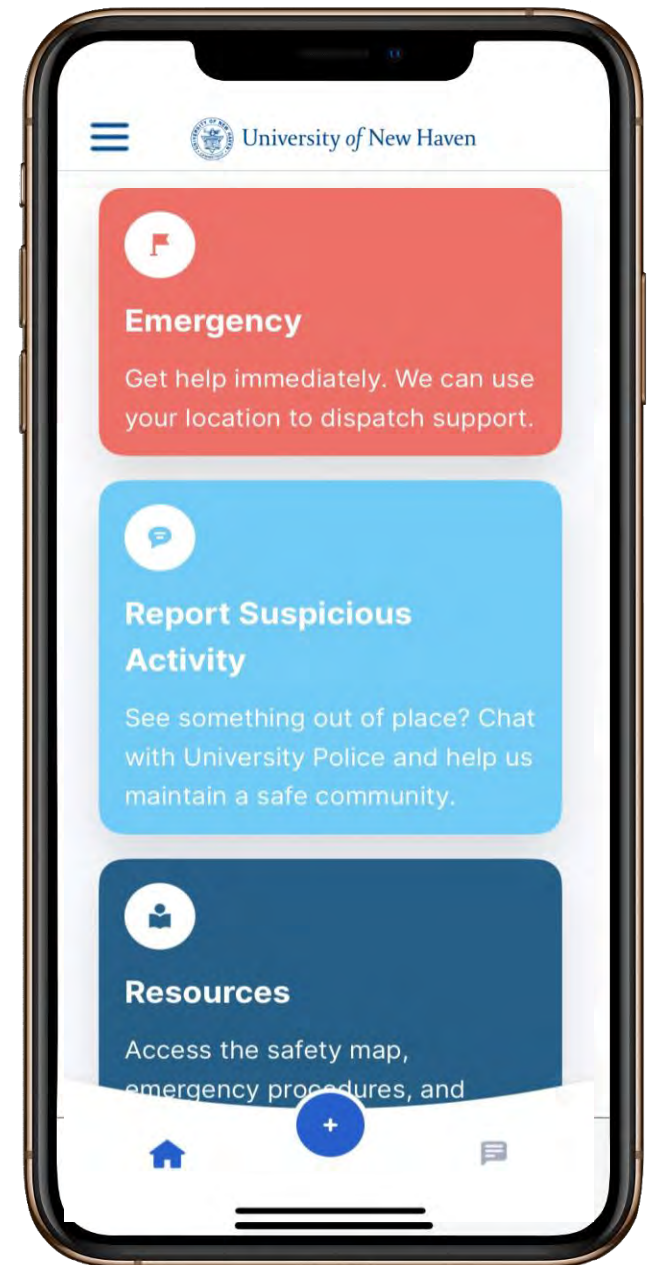 University of New Haven
Emergency
Get help immediately. We can use
your location to dispatch support.
Report Suspicious
Activity
See something out of place? Chat
with University Police and help us
maintain a safe community.
Resources
Access the safety map,
emergency procedures, and